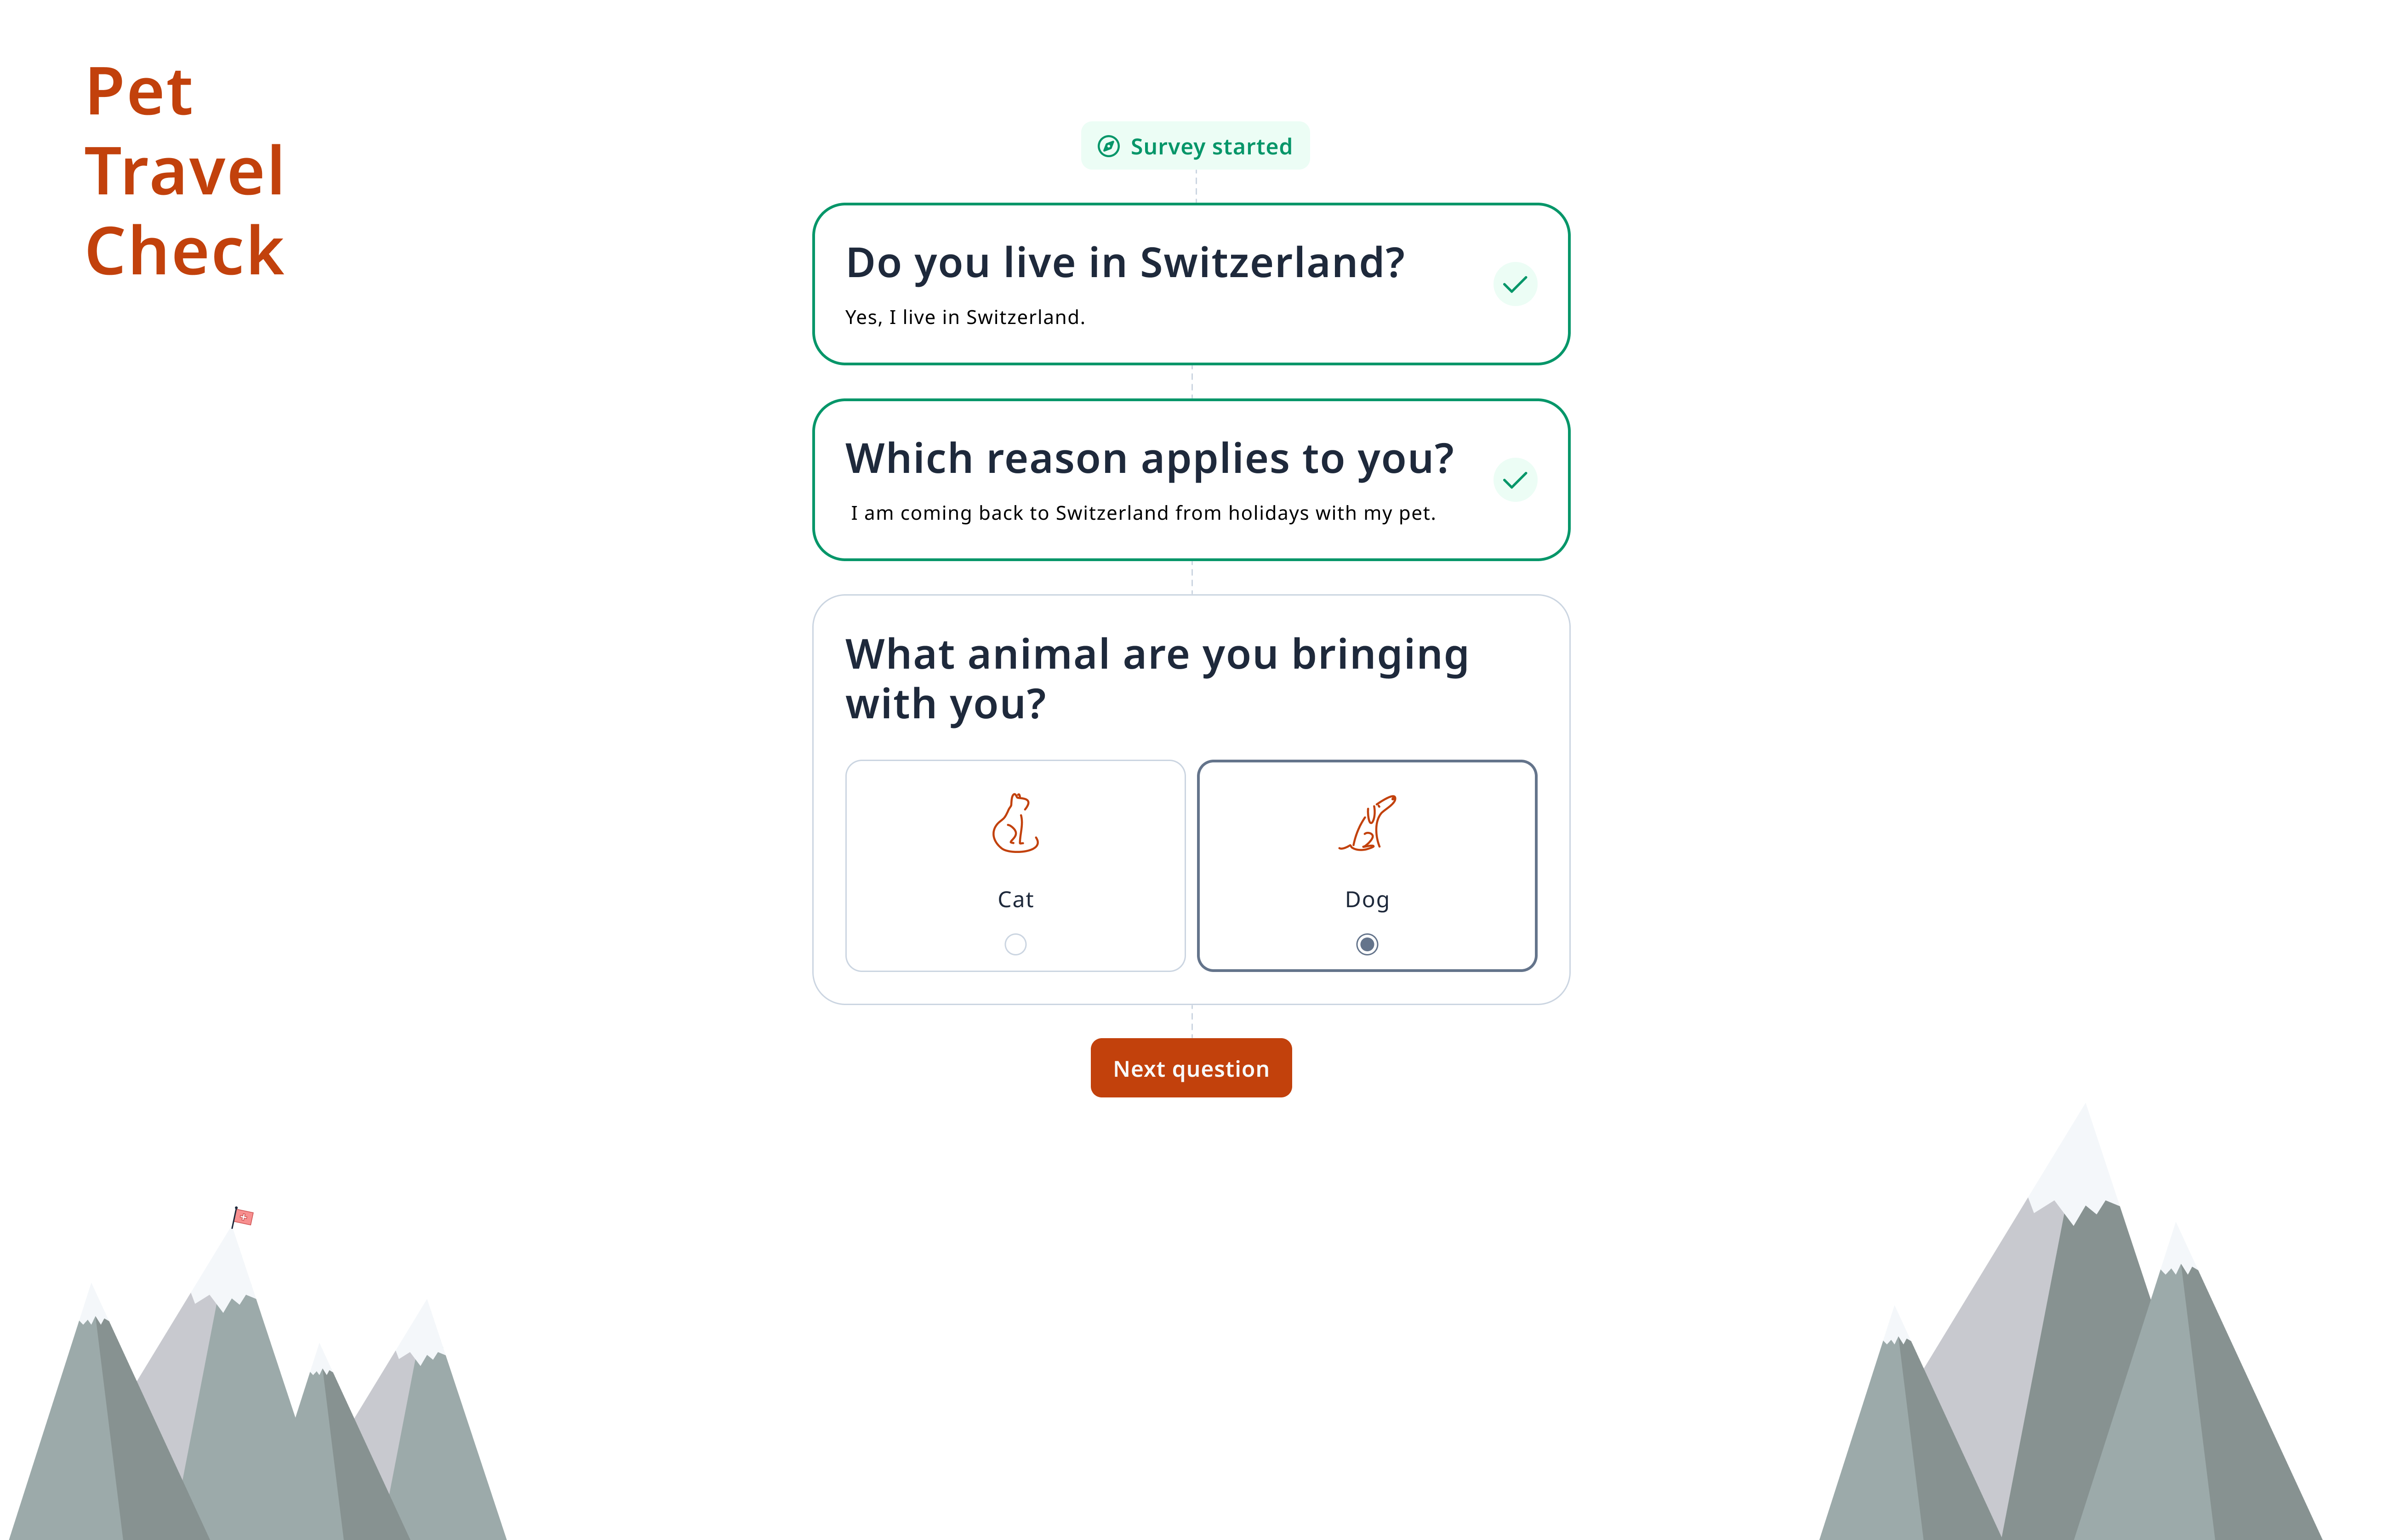 Pet
Travel
Check
Survey started
Do you live in Switzerland?
Yes, I live in Switzerland.
Which reason applies to you?
I am coming back to Switzerland from holidays with my pet.
What animal are you bringing
with you?
Cat
Dog
Next question